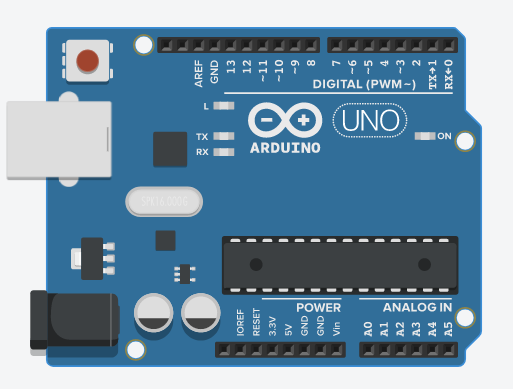 AREF
GND
13
12
~11
~10
~9
8
7
~6
~5
4
~3
2
TX→1
RX←0
DIGITAL (PWM~)
L
TX
RX
UNO
ARDUINO
ON
POWER
ANALOG IN
IOREF
RESET
3.3V
5V
GND
GND
Vin
A0
A1
A2
A3
A4
A5